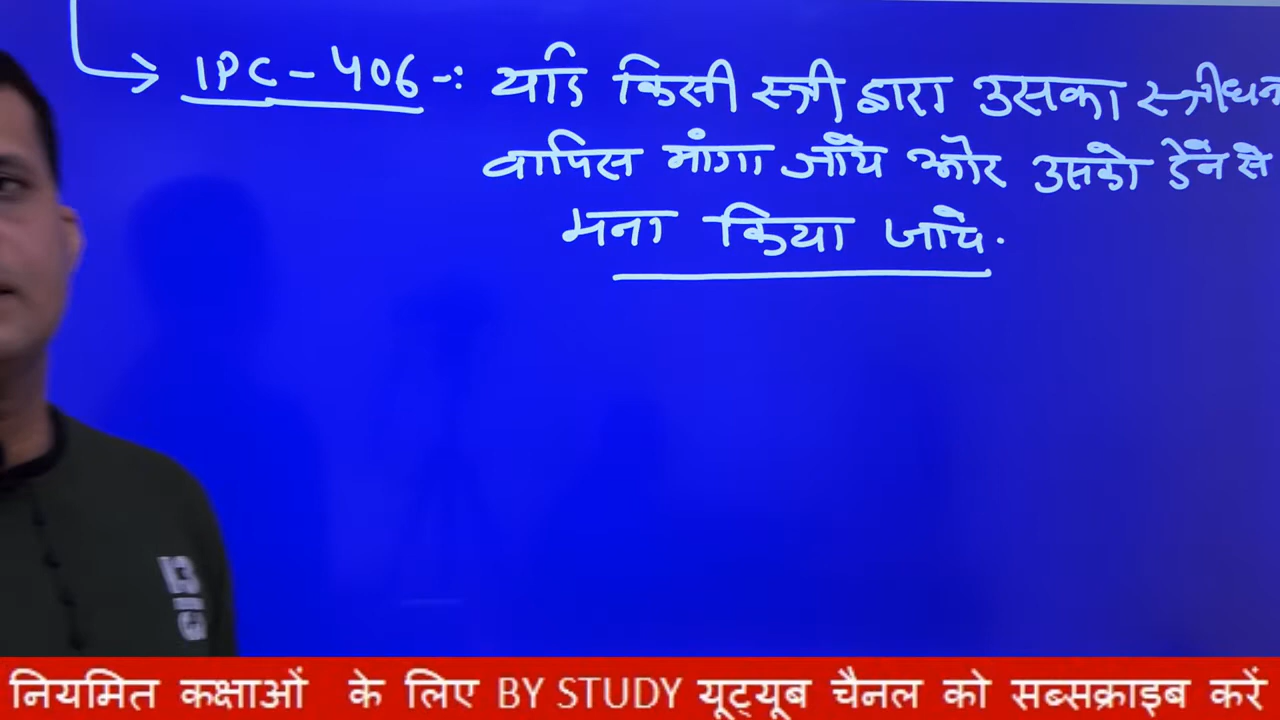 IPC - 406 -: यदि किसी स्त्री द्वारा उसका स्त्रीधन
वापिस मांगा जाये और उसको देने से
मना किया जाये.
नियमित कक्षाओं के लिए BY STUDY यूट्यूब चैनल को सब्सक्राइब करें